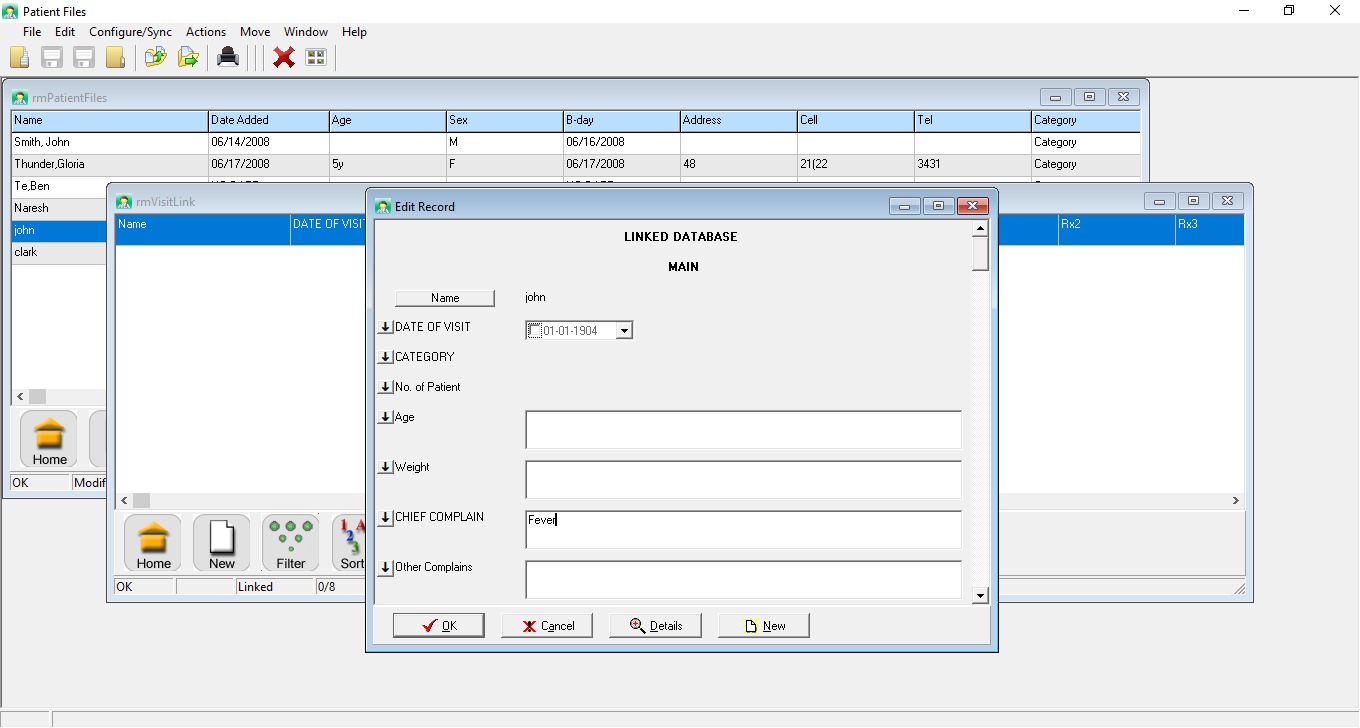 Patient Files
File Edit Configure/Sync Actions Move Window Help
rmPatientFiles
Name Date Added Age Sex B-day Address Cell Tel Category
Smith, John 06/14/2008 M 06/16/2008 Category
Thunder,Gloria 06/17/2008 5y F 06/17/2008 48 21(22 3431 Category
Te,Ben
Naresh
john
clark
Home
OK Modif
rmVisitLink
Name DATE OF VISIT Rx2 Rx3
Home New Filter Sort
OK Linked 0/8
Edit Record
LINKED DATABASE
MAIN
Name john
DATE OF VISIT 01-01-1904
CATEGORY
No. of Patient
Age
Weight
CHIEF COMPLAIN Fever
Other Complains
OK Cancel Details New